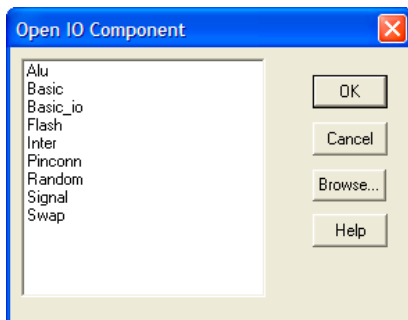 Open IO Component
Alu
Basic
Basic_io
Flash
Inter
Pinconn
Random
Signal
Swap
OK
Cancel
Browse...
Help